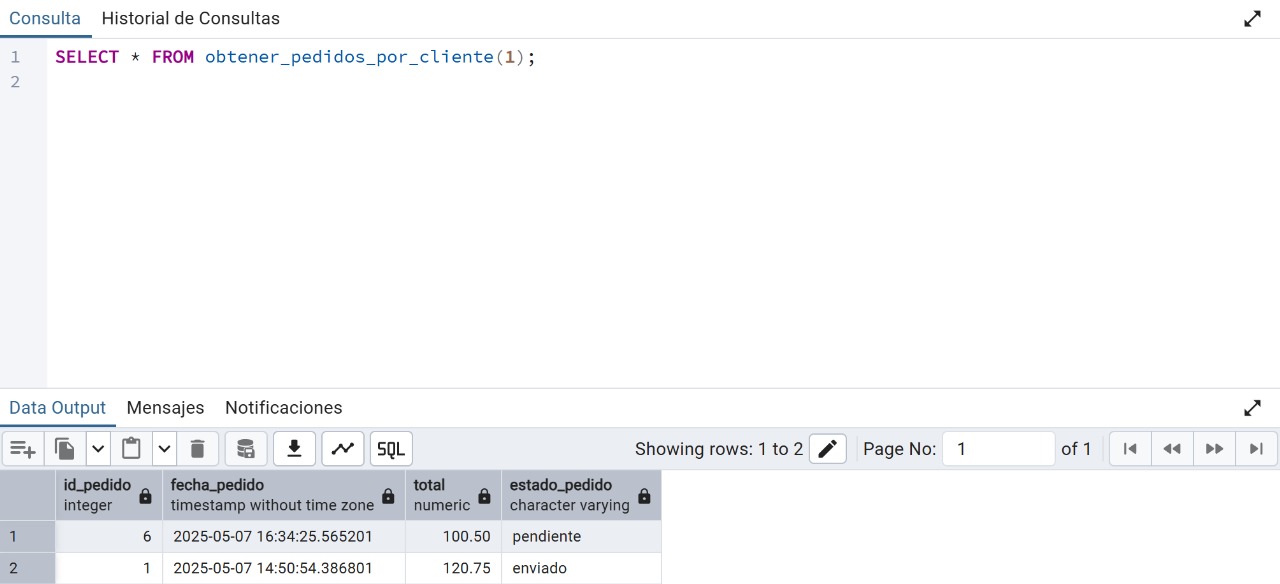 Consulta Historial de Consultas
1 SELECT * FROM obtener_pedidos_por_cliente(1);
2
Data Output Mensajes Notificaciones
SQL Showing rows: 1 to 2 Page No: 1 of 1
id_pedido fecha_pedido total estado_pedido
integer timestamp without time zone numeric character varying
1 6 2025-05-07 16:34:25.565201 100.50 pendiente
2 1 2025-05-07 14:50:54.386801 120.75 enviado